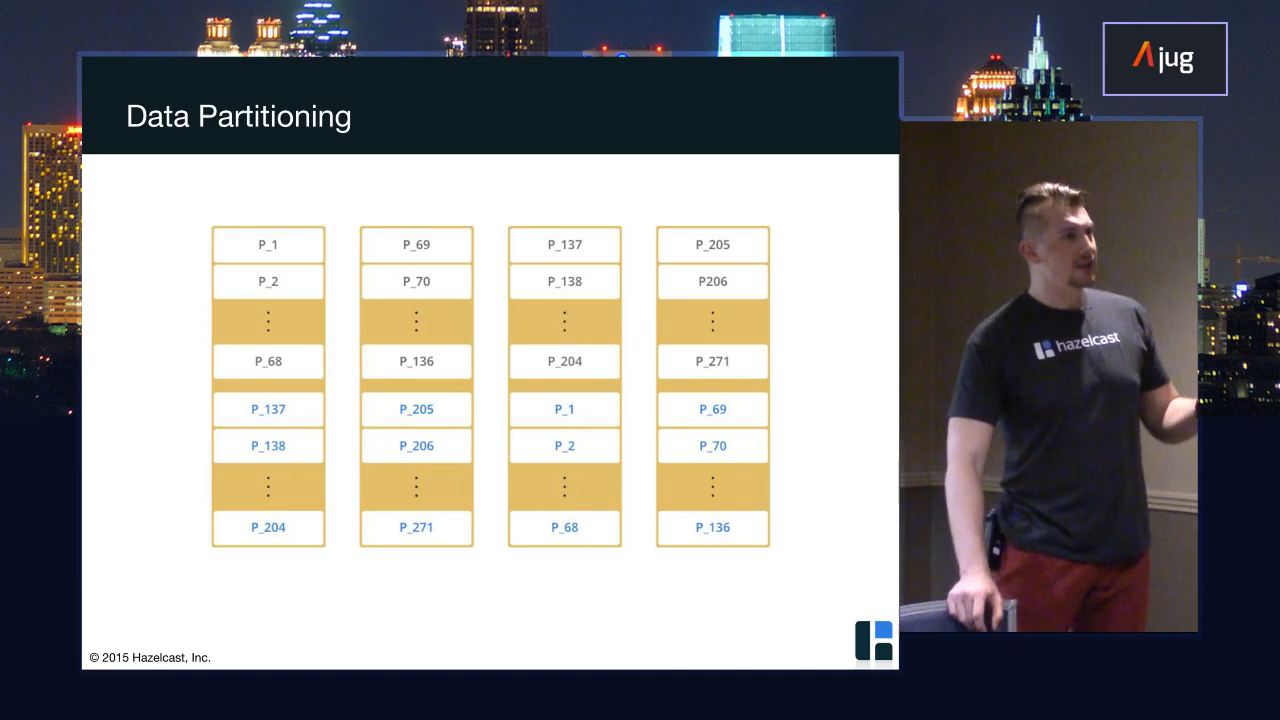 Λjug
Data Partitioning
P_1
P_69
P_137
P_205
P_2
P_70
P_138
P206
P_68
P_136
P_204
P_271
P_137
P_205
P_1
P_69
P_138
P_206
P_2
P_70
P_204
P_271
P_68
P_136
hazelcast
© 2015 Hazelcast, Inc.